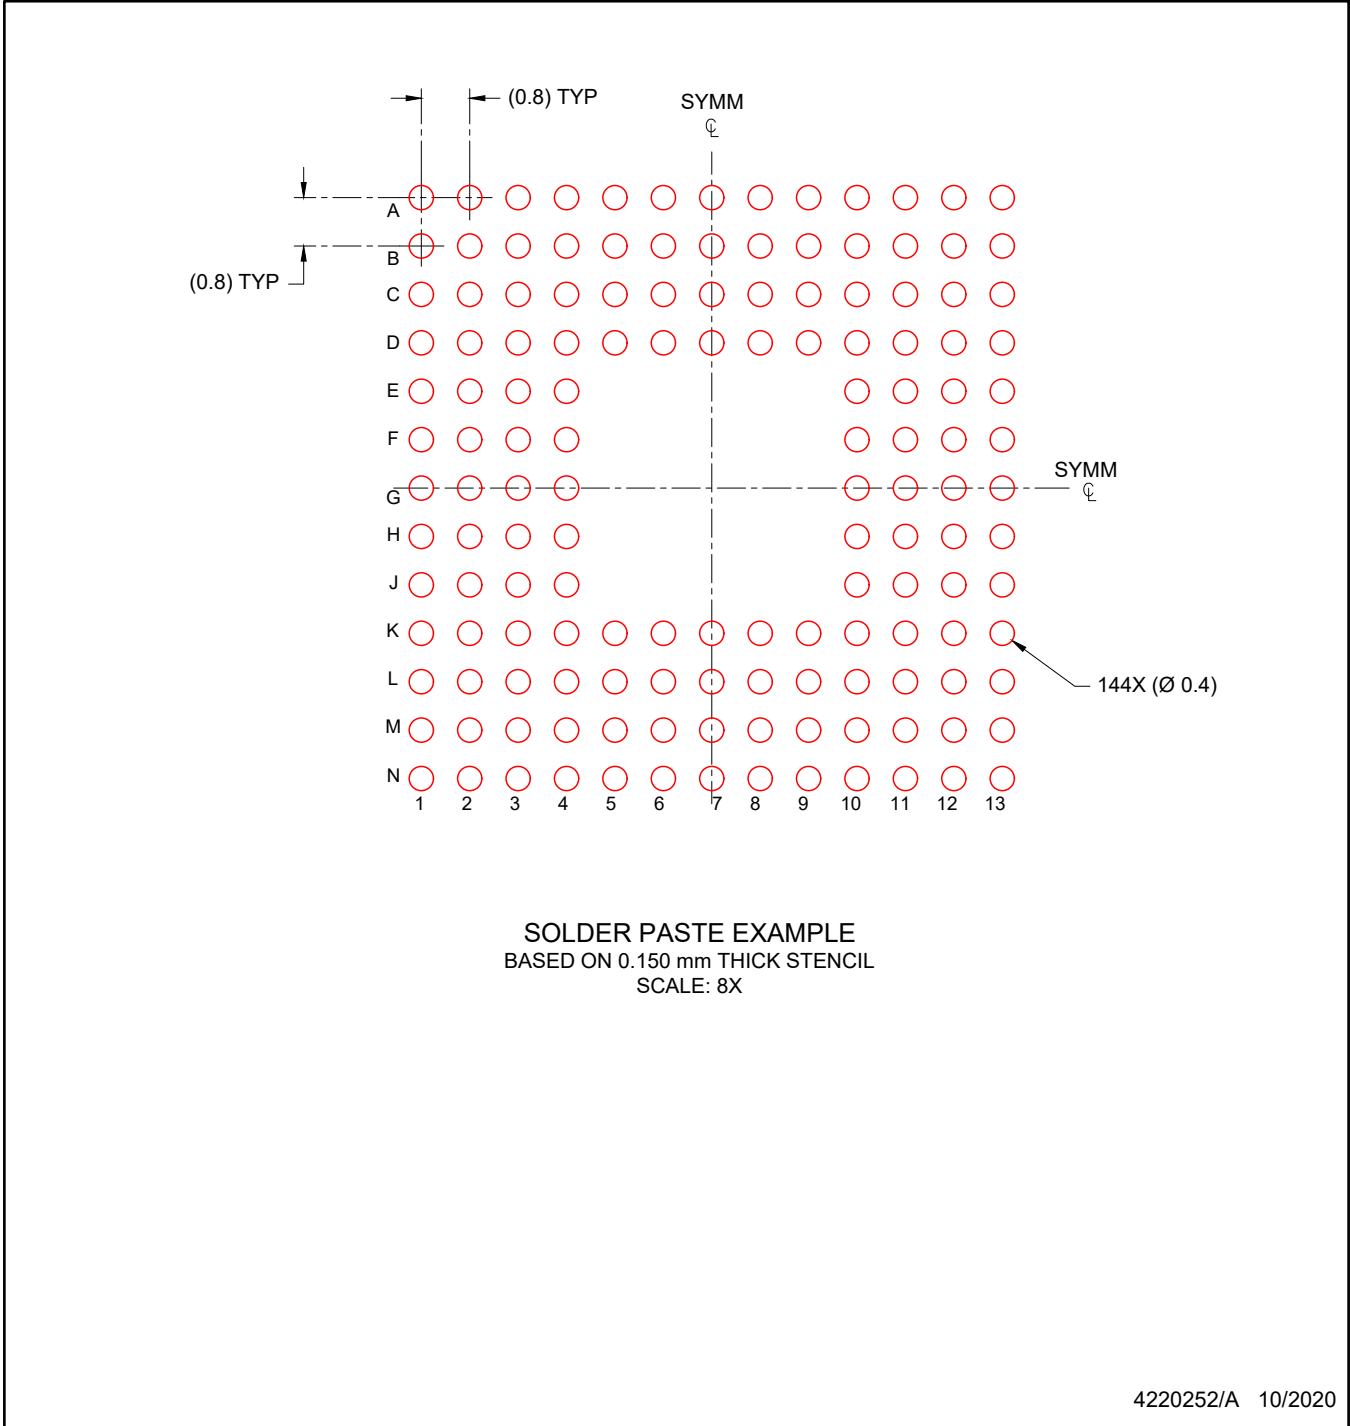 (0.8) TYP
SYMM
℄
A
B
(0.8) TYP
C
D
E
F
SYMM
℄
G
H
J
K
L
144X (Ø 0.4)
M
N
1 2 3 4 5 6 7 8 9 10 11 12 13
SOLDER PASTE EXAMPLE
BASED ON 0.150 mm THICK STENCIL
SCALE: 8X
4220252/A 10/2020